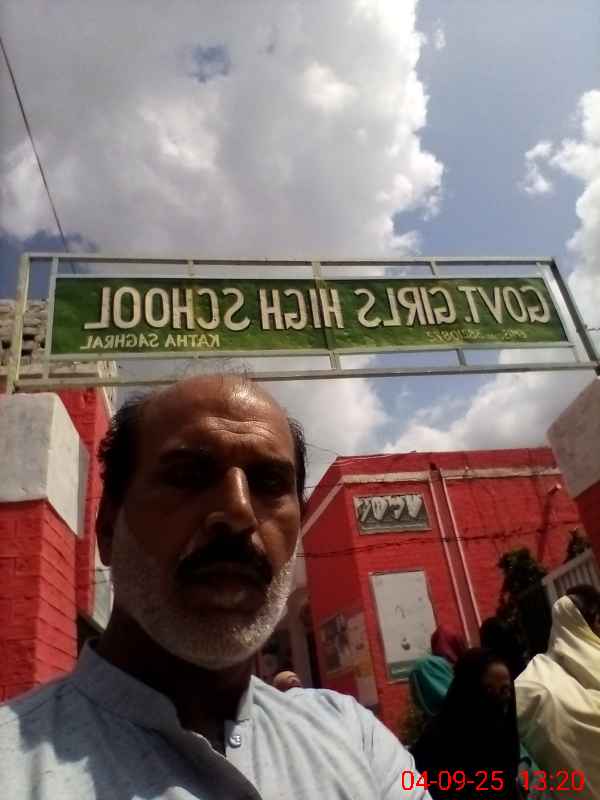 GOVT. GIRLS HIGH SCHOOL
KATHA SAGHRAL
04-09-25 13:20